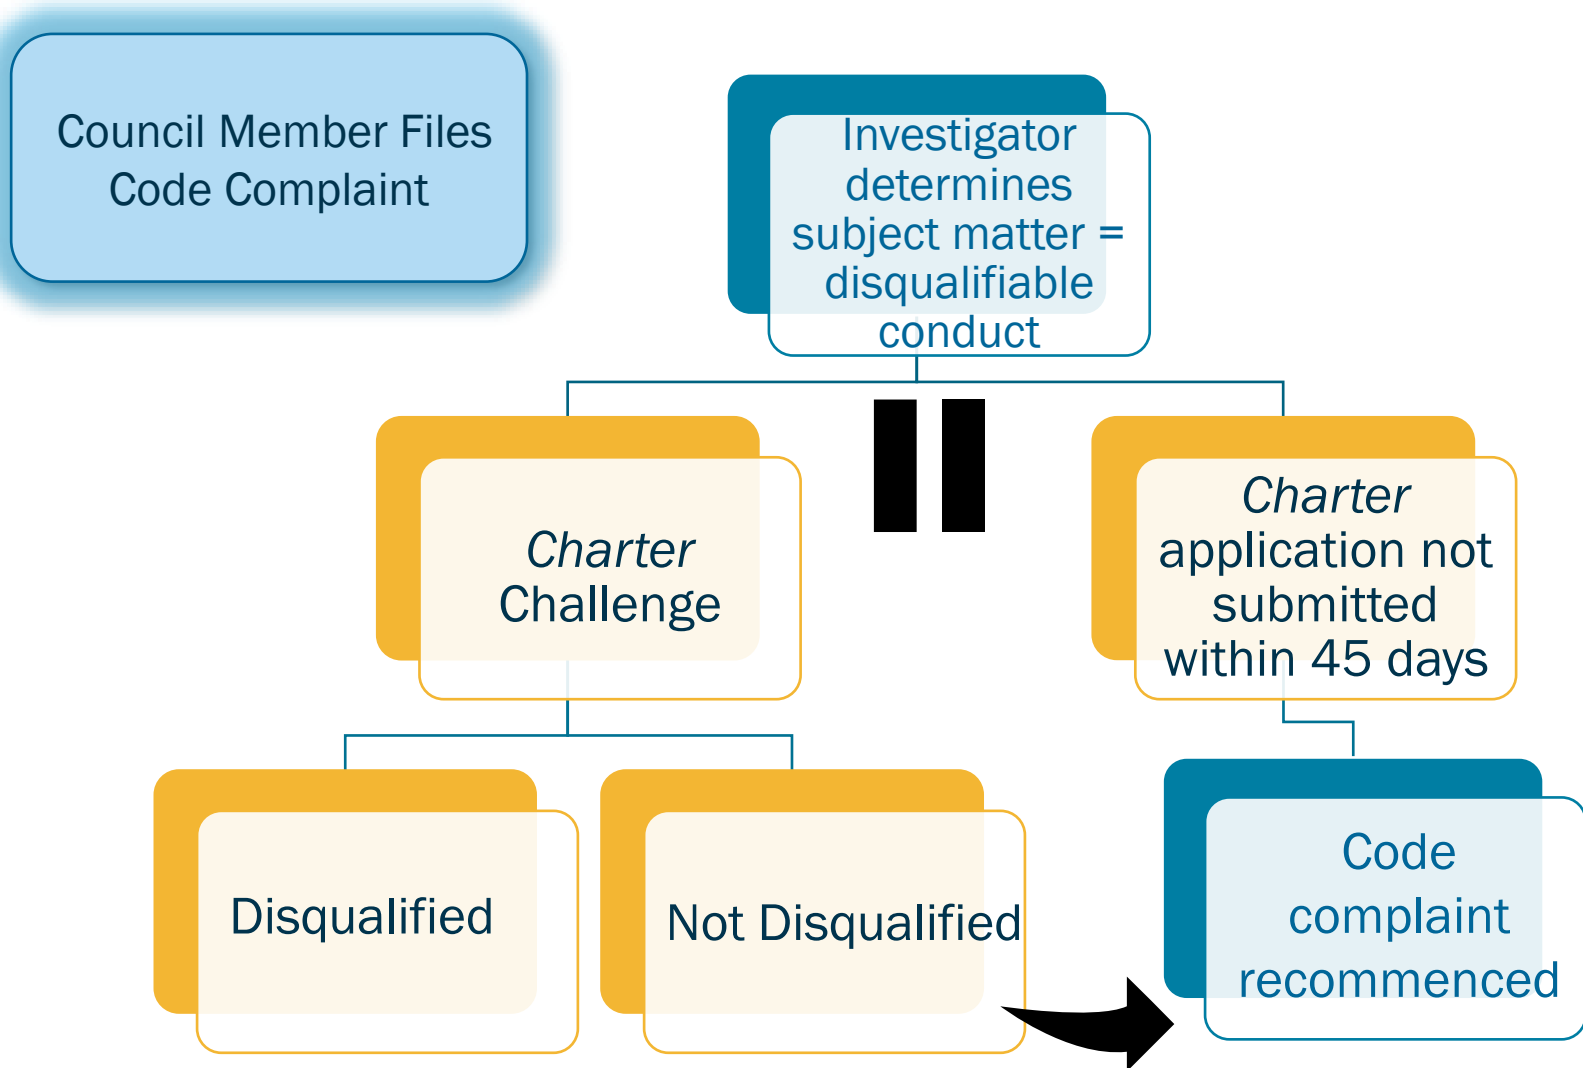 Council Member Files
Code Complaint
Investigator
determines
subject matter =
disqualifiable
conduct
Charter
Challenge
Charter
application not
submitted
within 45 days
Disqualified
Not Disqualified
Code
complaint
recommenced